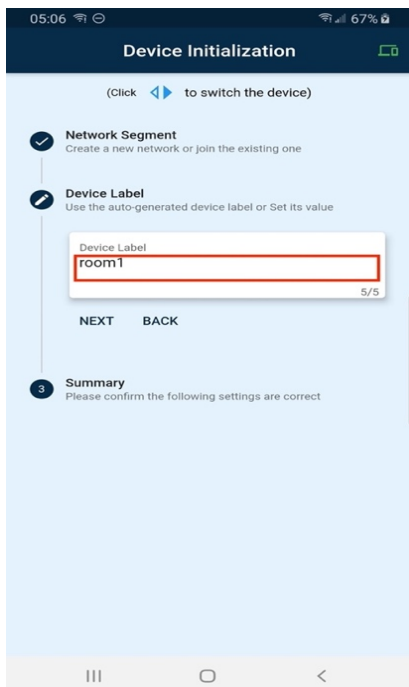 05:06 67%
Device Initialization
(Click to switch the device)
Network Segment
Create a new network or join the existing one
Device Label
Use the auto-generated device label or Set its value
Device Label
room1
5/5
NEXT BACK
3 Summary
Please confirm the following settings are correct